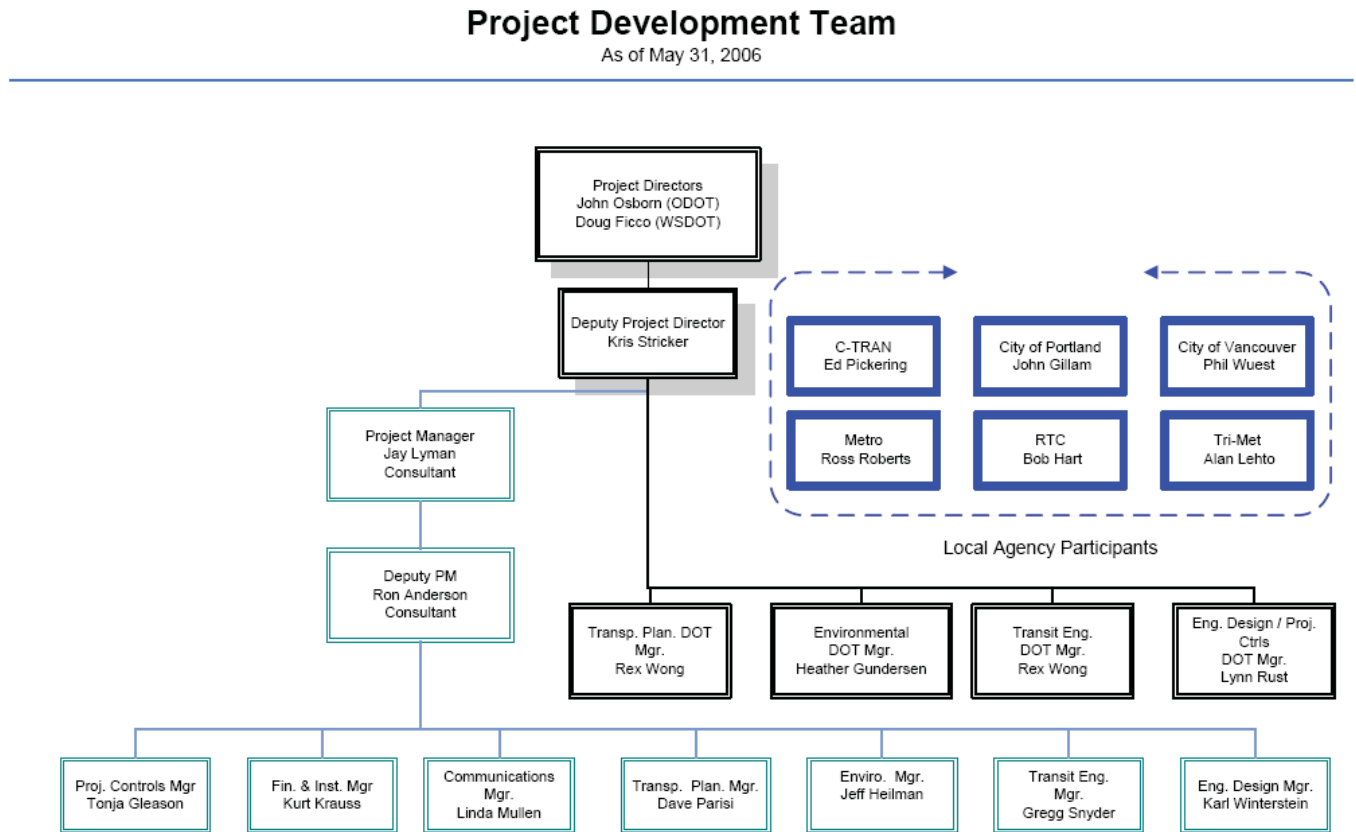 Project Development Team
As of May 31, 2006
Project Directors
John Osborn (ODOT)
Doug Ficco (WSDOT)
Deputy Project Director
Kris Stricker
C-TRAN
Ed Pickering
City of Portland
John Gillam
City of Vancouver
Phil Wuest
Project Manager
Jay Lyman
Consultant
Metro
Ross Roberts
RTC
Bob Hart
Tri-Met
Alan Lehto
Local Agency Participants
Deputy PM
Ron Anderson
Consultant
Transp. Plan. DOT
Mgr.
Rex Wong
Environmental
DOT Mgr.
Heather Gundersen
Transit Eng.
DOT Mgr.
Rex Wong
Eng. Design / Proj.
Ctrls
DOT Mgr.
Lynn Rust
Proj. Controls Mgr
Tonja Gleason
Fin. & Inst. Mgr
Kurt Krauss
Communications
Mgr.
Linda Mullen
Transp. Plan. Mgr.
Dave Parisi
Enviro. Mgr.
Jeff Heilman
Transit Eng.
Mgr.
Gregg Snyder
Eng. Design Mgr.
Karl Winterstein